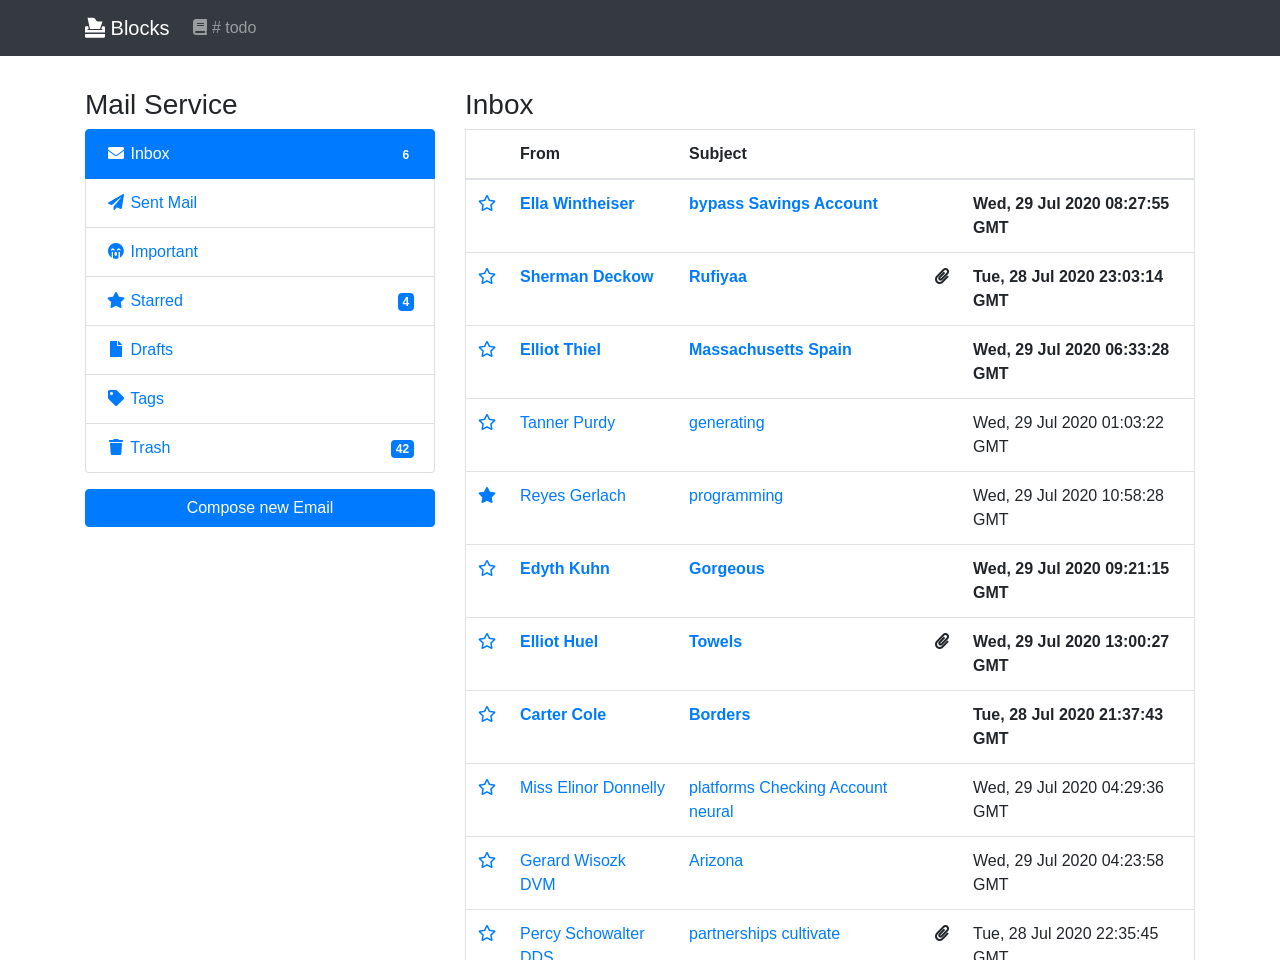 Blocks # todo
Mail Service
Inbox 6
Sent Mail
Important
Starred 4
Drafts
Tags
Trash 42
Compose new Email
Inbox
From Subject
Ella Wintheiser bypass Savings Account Wed, 29 Jul 2020 08:27:55
GMT
Sherman Deckow Rufiyaa Tue, 28 Jul 2020 23:03:14
GMT
Elliot Thiel Massachusetts Spain Wed, 29 Jul 2020 06:33:28
GMT
Tanner Purdy generating Wed, 29 Jul 2020 01:03:22
GMT
Reyes Gerlach programming Wed, 29 Jul 2020 10:58:28
GMT
Edyth Kuhn Gorgeous Wed, 29 Jul 2020 09:21:15
GMT
Elliot Huel Towels Wed, 29 Jul 2020 13:00:27
GMT
Carter Cole Borders Tue, 28 Jul 2020 21:37:43
GMT
Miss Elinor Donnelly platforms Checking Account Wed, 29 Jul 2020 04:29:36
neural GMT
Gerard Wisozk Arizona Wed, 29 Jul 2020 04:23:58
DVM GMT
Percy Schowalter partnerships cultivate Tue, 28 Jul 2020 22:35:45
DDS GMT